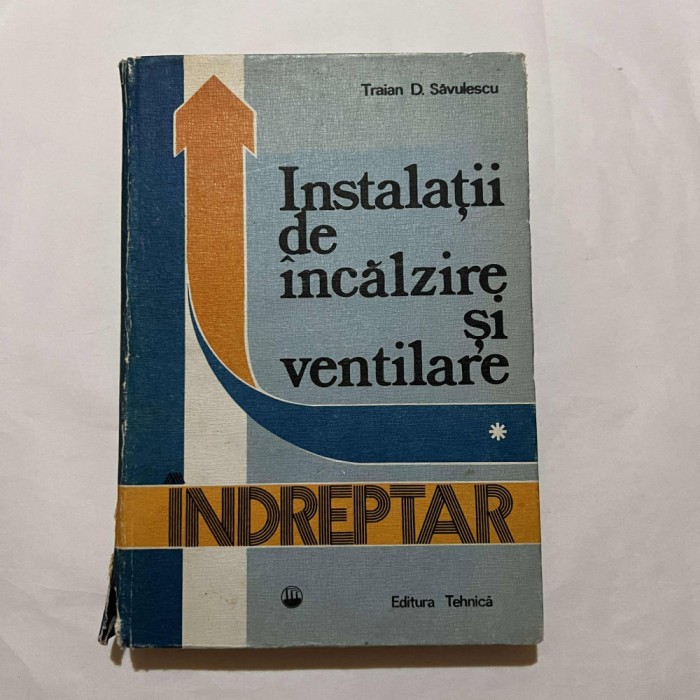 Traian D. Săvulescu
Instalații
de
încălzire
și
ventilare
*
ÎNDREPTAR
Editura Tehnică